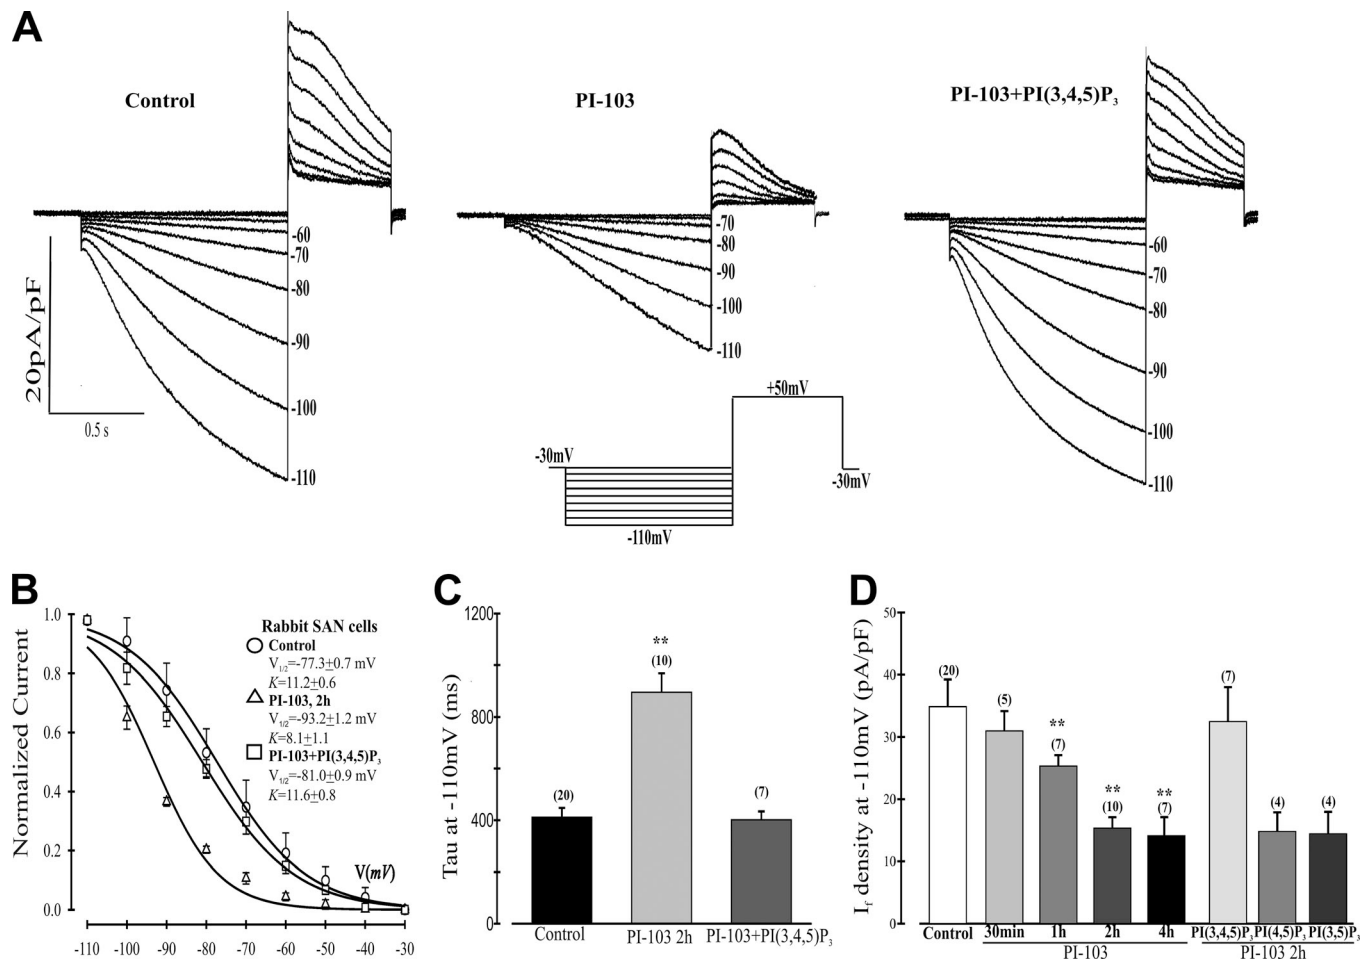 A
Control
PI-103
PI-103+PI(3,4,5)P₃
-60
-70
-80
-90
-100
-110
20pA/pF
0.5 s
-70
-80
-90
-100
-110
-60
-70
-80
-90
-100
-110
+50mV
-30mV
-30mV
-110mV
B
Normalized Current
1.0
0.8
0.6
0.4
0.2
0.0
Rabbit SAN cells
Control
V₁/₂=-77.3±0.7 mV
K=11.2±0.6
PI-103, 2h
V₁/₂=-93.2±1.2 mV
K=8.1±1.1
PI-103+PI(3,4,5)P₃
V₁/₂=-81.0±0.9 mV
K=11.6±0.8
V(mV)
-110 -100 -90 -80 -70 -60 -50 -40 -30
C
Tau at -110mV (ms)
1200
800
400
0
(20)
**
(10)
(7)
Control PI-103 2h PI-103+PI(3,4,5)P₃
D
I_f density at -110mV (pA/pF)
50
40
30
20
10
0
(20)
(5)
**
(7)
**
(10)
**
(7)
(7)
(4)
(4)
Control 30min 1h 2h 4h PI(3,4,5)P₃ PI(4,5)P₃ PI(3,5)P₃
PI-103 PI-103 2h